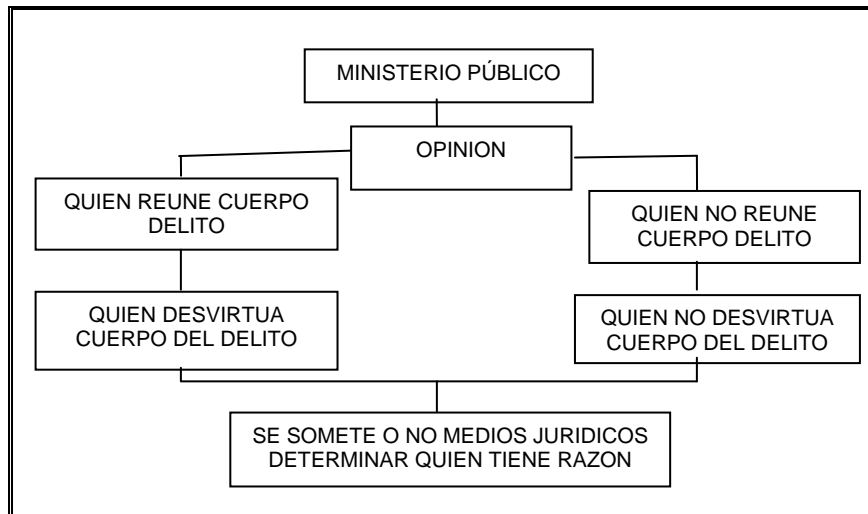 MINISTERIO PÚBLICO
OPINION
QUIEN REUNE CUERPO
DELITO
QUIEN NO REUNE
CUERPO DELITO
QUIEN DESVIRTUA
CUERPO DEL DELITO
QUIEN NO DESVIRTUA
CUERPO DEL DELITO
SE SOMETE O NO MEDIOS JURIDICOS
DETERMINAR QUIEN TIENE RAZON